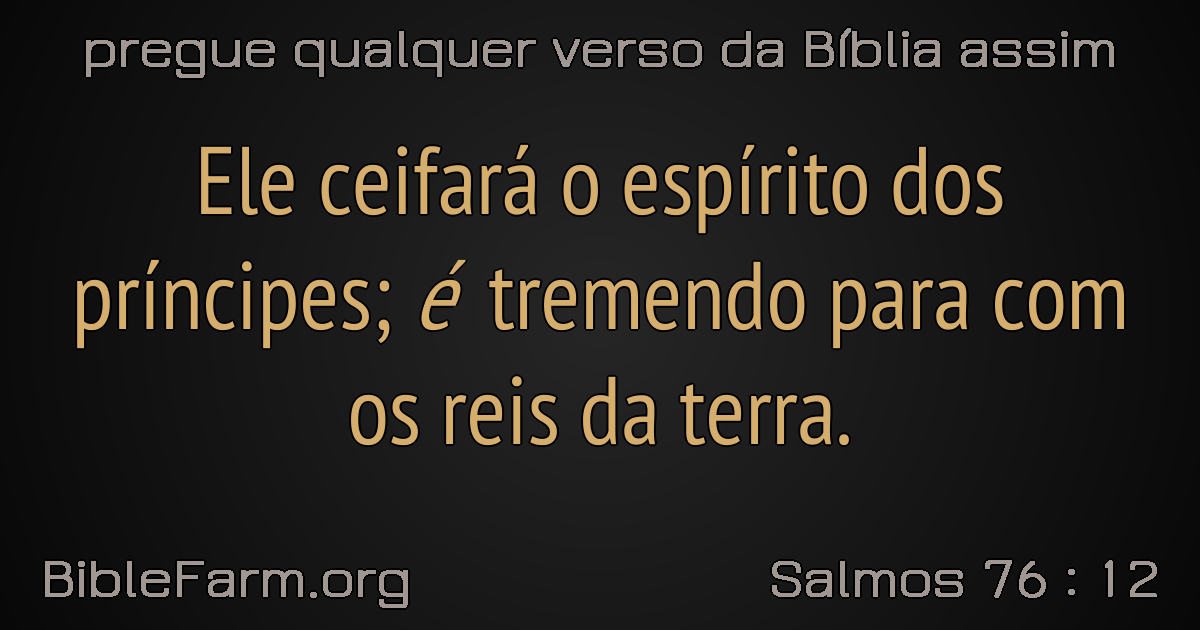 pregue qualquer verso da Bíblia assim
Ele ceifará o espírito dos
príncipes; é tremendo para com
os reis da terra.
BibleFarm.org
Salmos 76 : 12